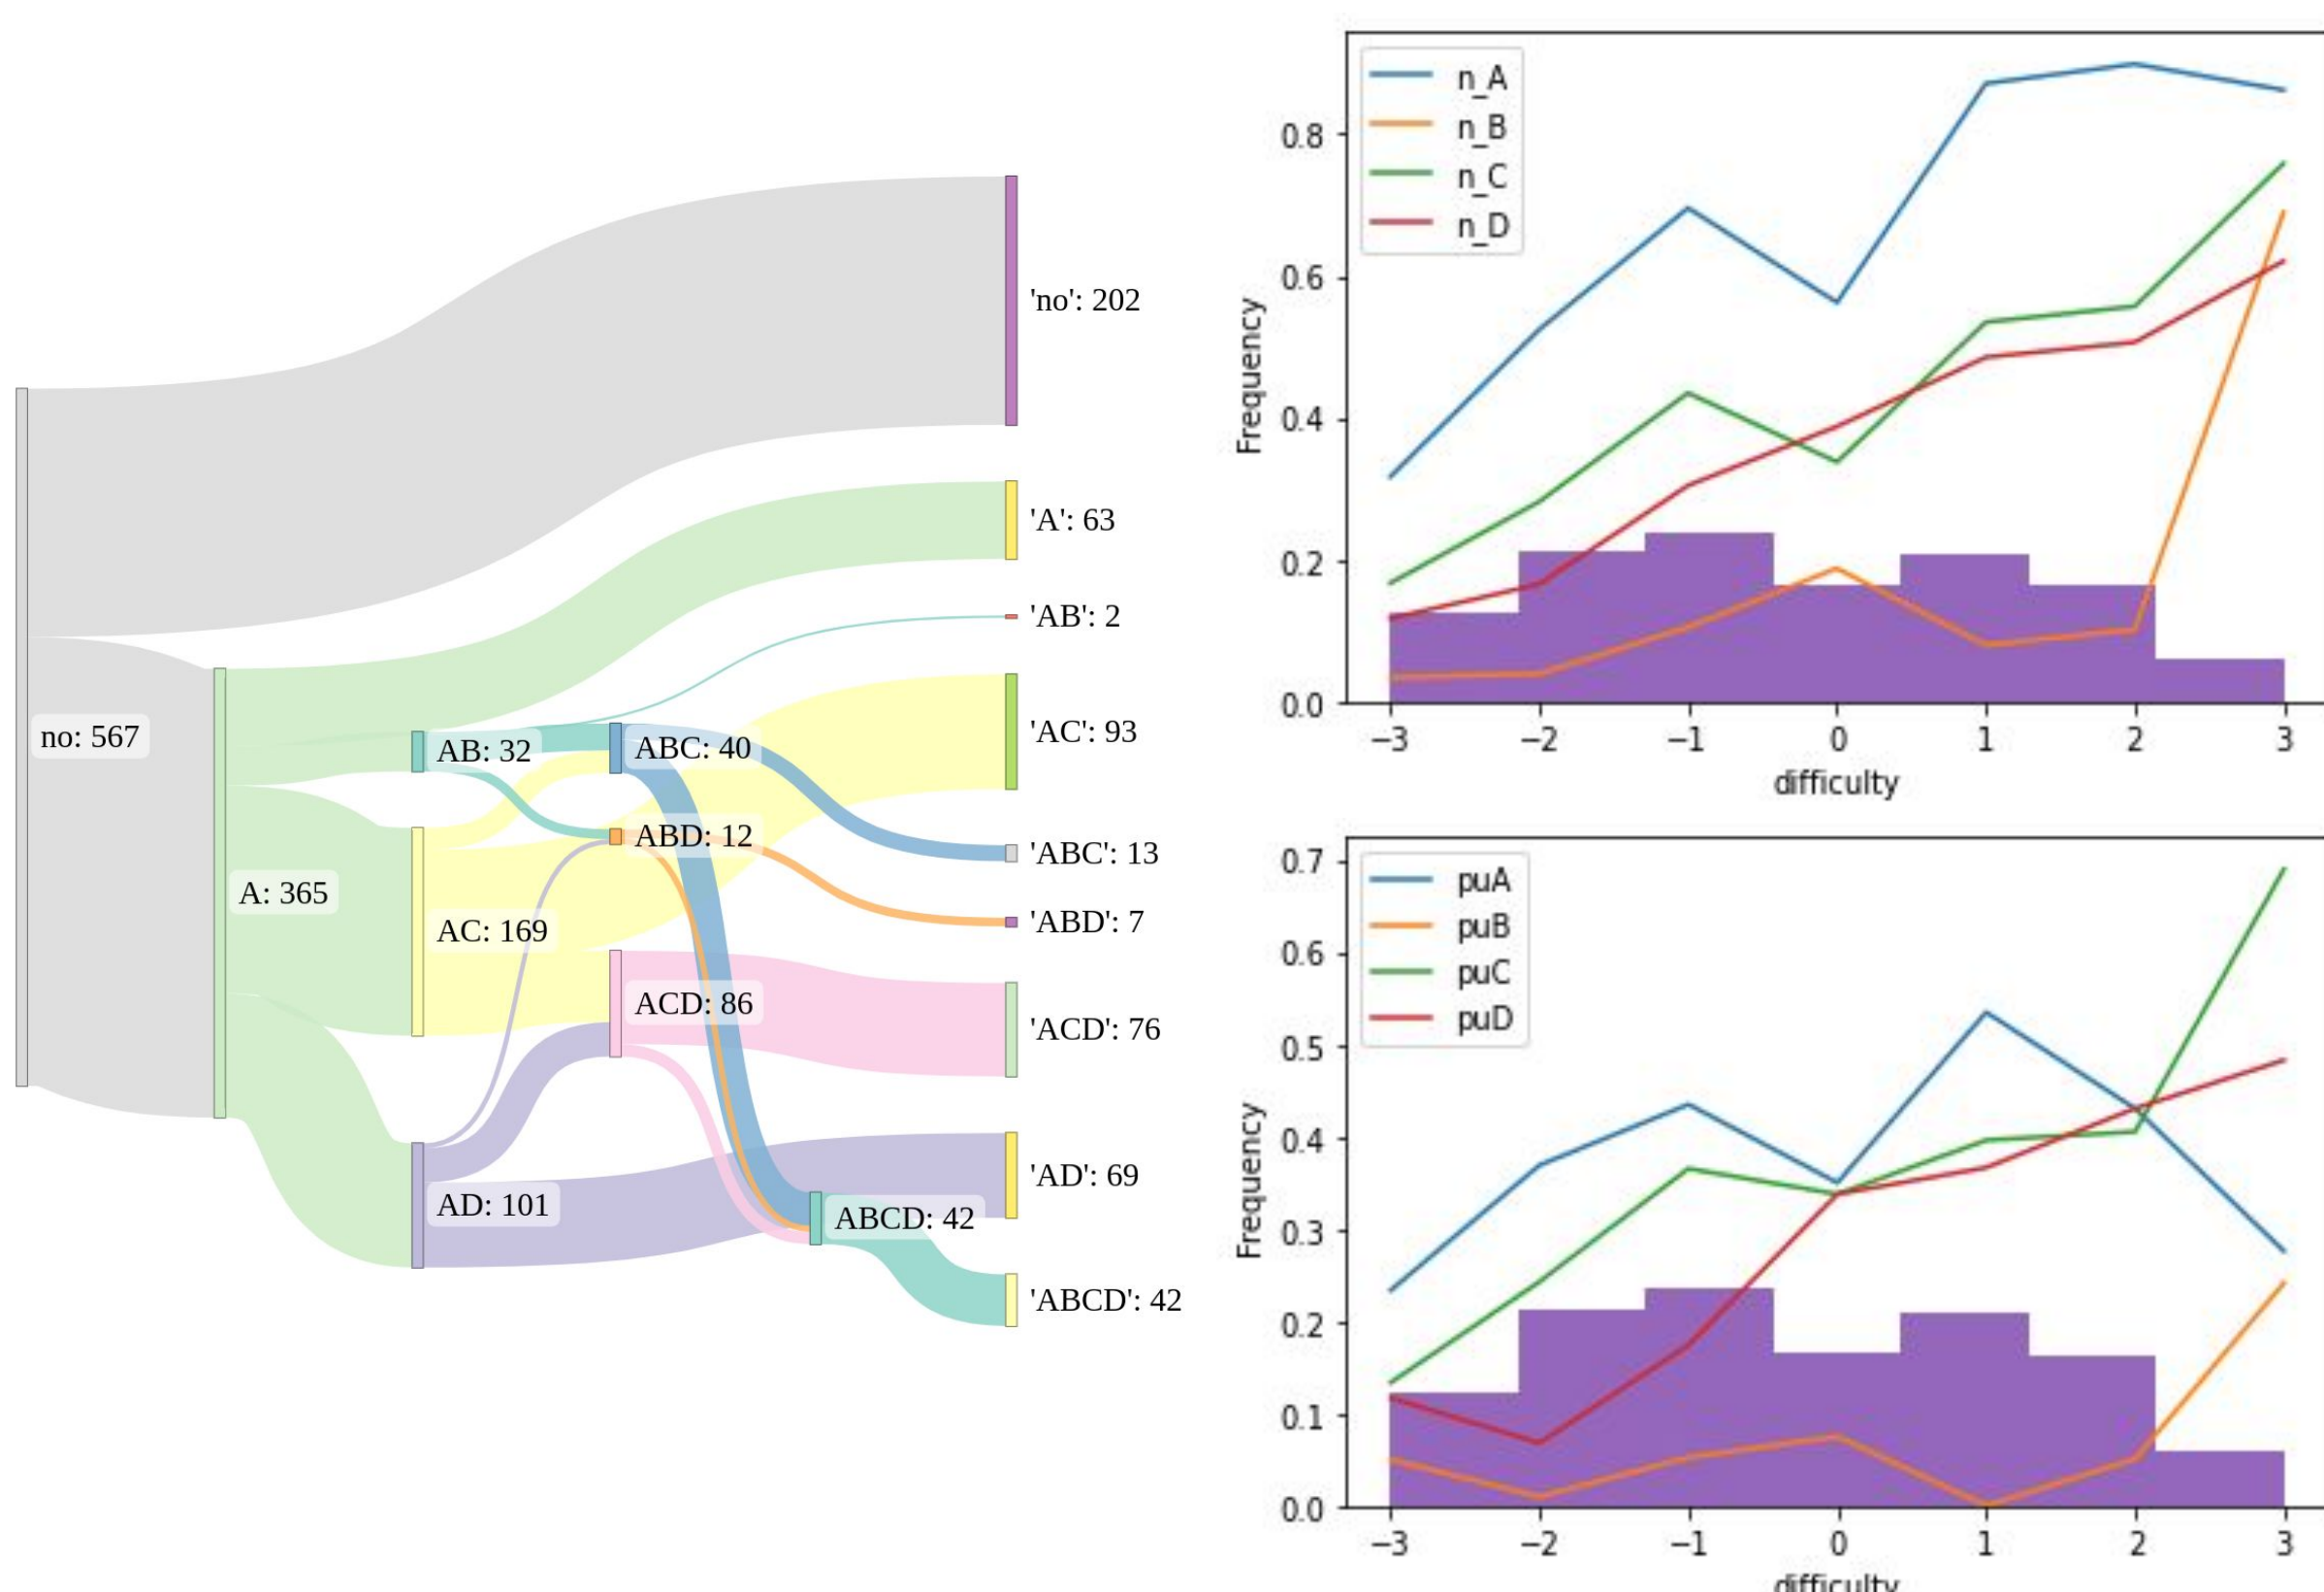 no: 567
A: 365
AB: 32
AC: 169
AD: 101
ABC: 40
ABD: 12
ACD: 86
ABCD: 42
'no': 202
'A': 63
'AB': 2
'AC': 93
'ABC': 13
'ABD': 7
'ACD': 76
'AD': 69
'ABCD': 42
n_A
n_B
n_C
n_D
Frequency
0.8
0.6
0.4
0.2
0.0
−3 −2 −1 0 1 2 3
difficulty
puA
puB
puC
puD
Frequency
0.7
0.6
0.5
0.4
0.3
0.2
0.1
0.0
−3 −2 −1 0 1 2 3
difficulty